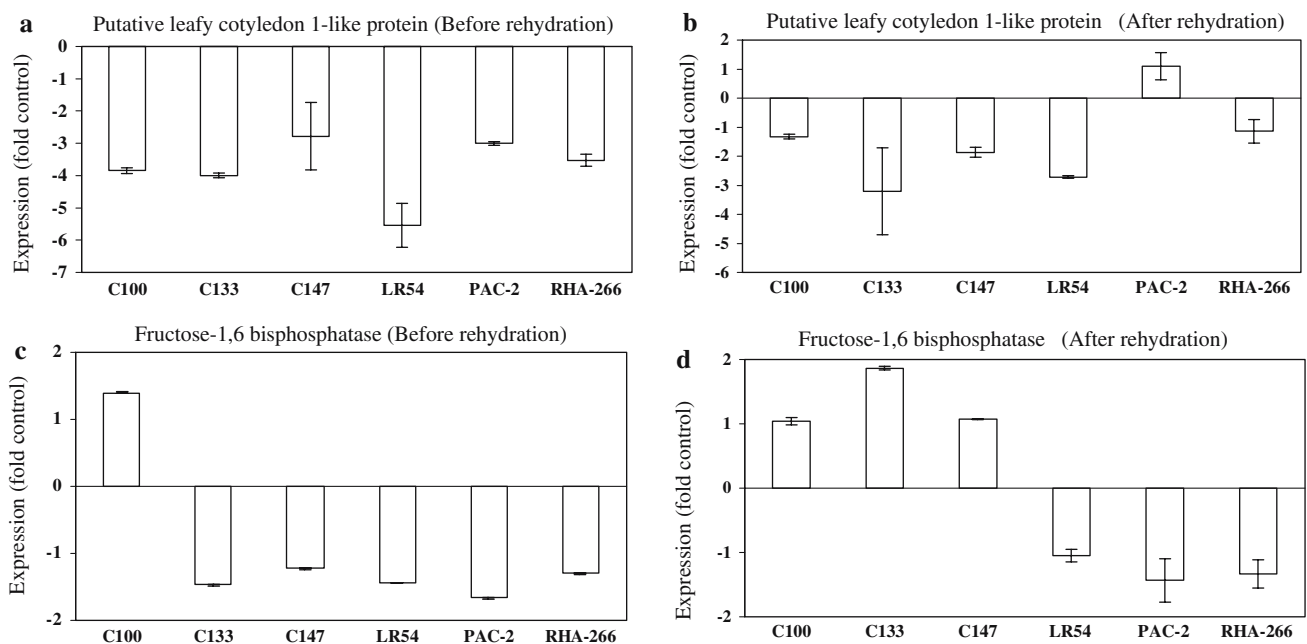 a Putative leafy cotyledon 1-like protein (Before rehydration)
Expression (fold control)
0
-1
-2
-3
-4
-5
-6
-7
C100 C133 C147 LR54 PAC-2 RHA-266
b Putative leafy cotyledon 1-like protein (After rehydration)
Expression (fold control)
2
1
0
-1
-2
-3
-4
-5
-6
C100 C133 C147 LR54 PAC-2 RHA-266
c Fructose-1,6 bisphosphatase (Before rehydration)
Expression (fold control)
2
1
0
-1
-2
C100 C133 C147 LR54 PAC-2 RHA-266
d Fructose-1,6 bisphosphatase (After rehydration)
Expression (fold control)
2
1
0
-1
-2
C100 C133 C147 LR54 PAC-2 RHA-266